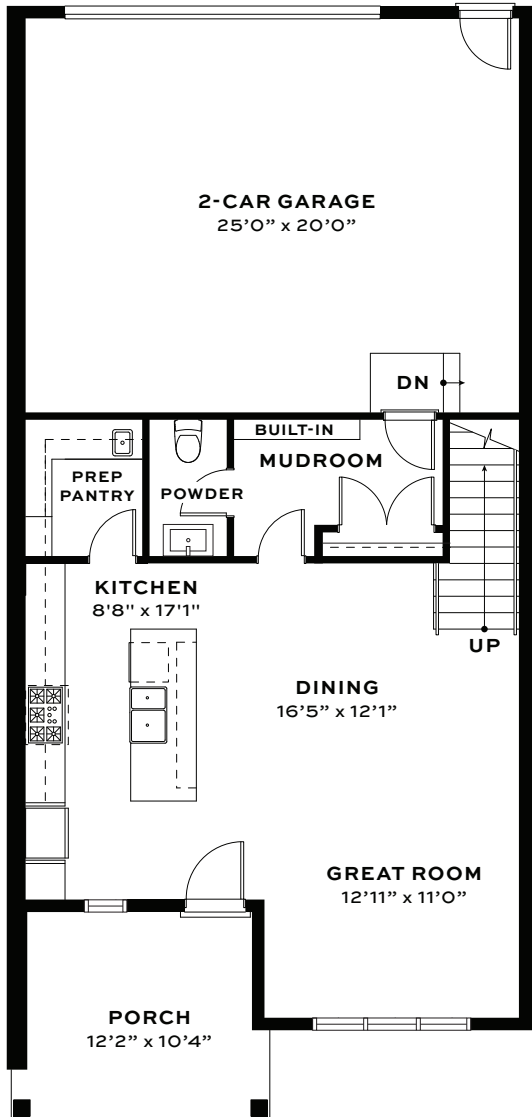 2-CAR GARAGE
25'0" x 20'0"
DN
BUILT-IN
MUDROOM
PREP
PANTRY
POWDER
KITCHEN
8'8" x 17'1"
UP
DINING
16'5" x 12'1"
GREAT ROOM
12'11" x 11'0"
PORCH
12'2" x 10'4"